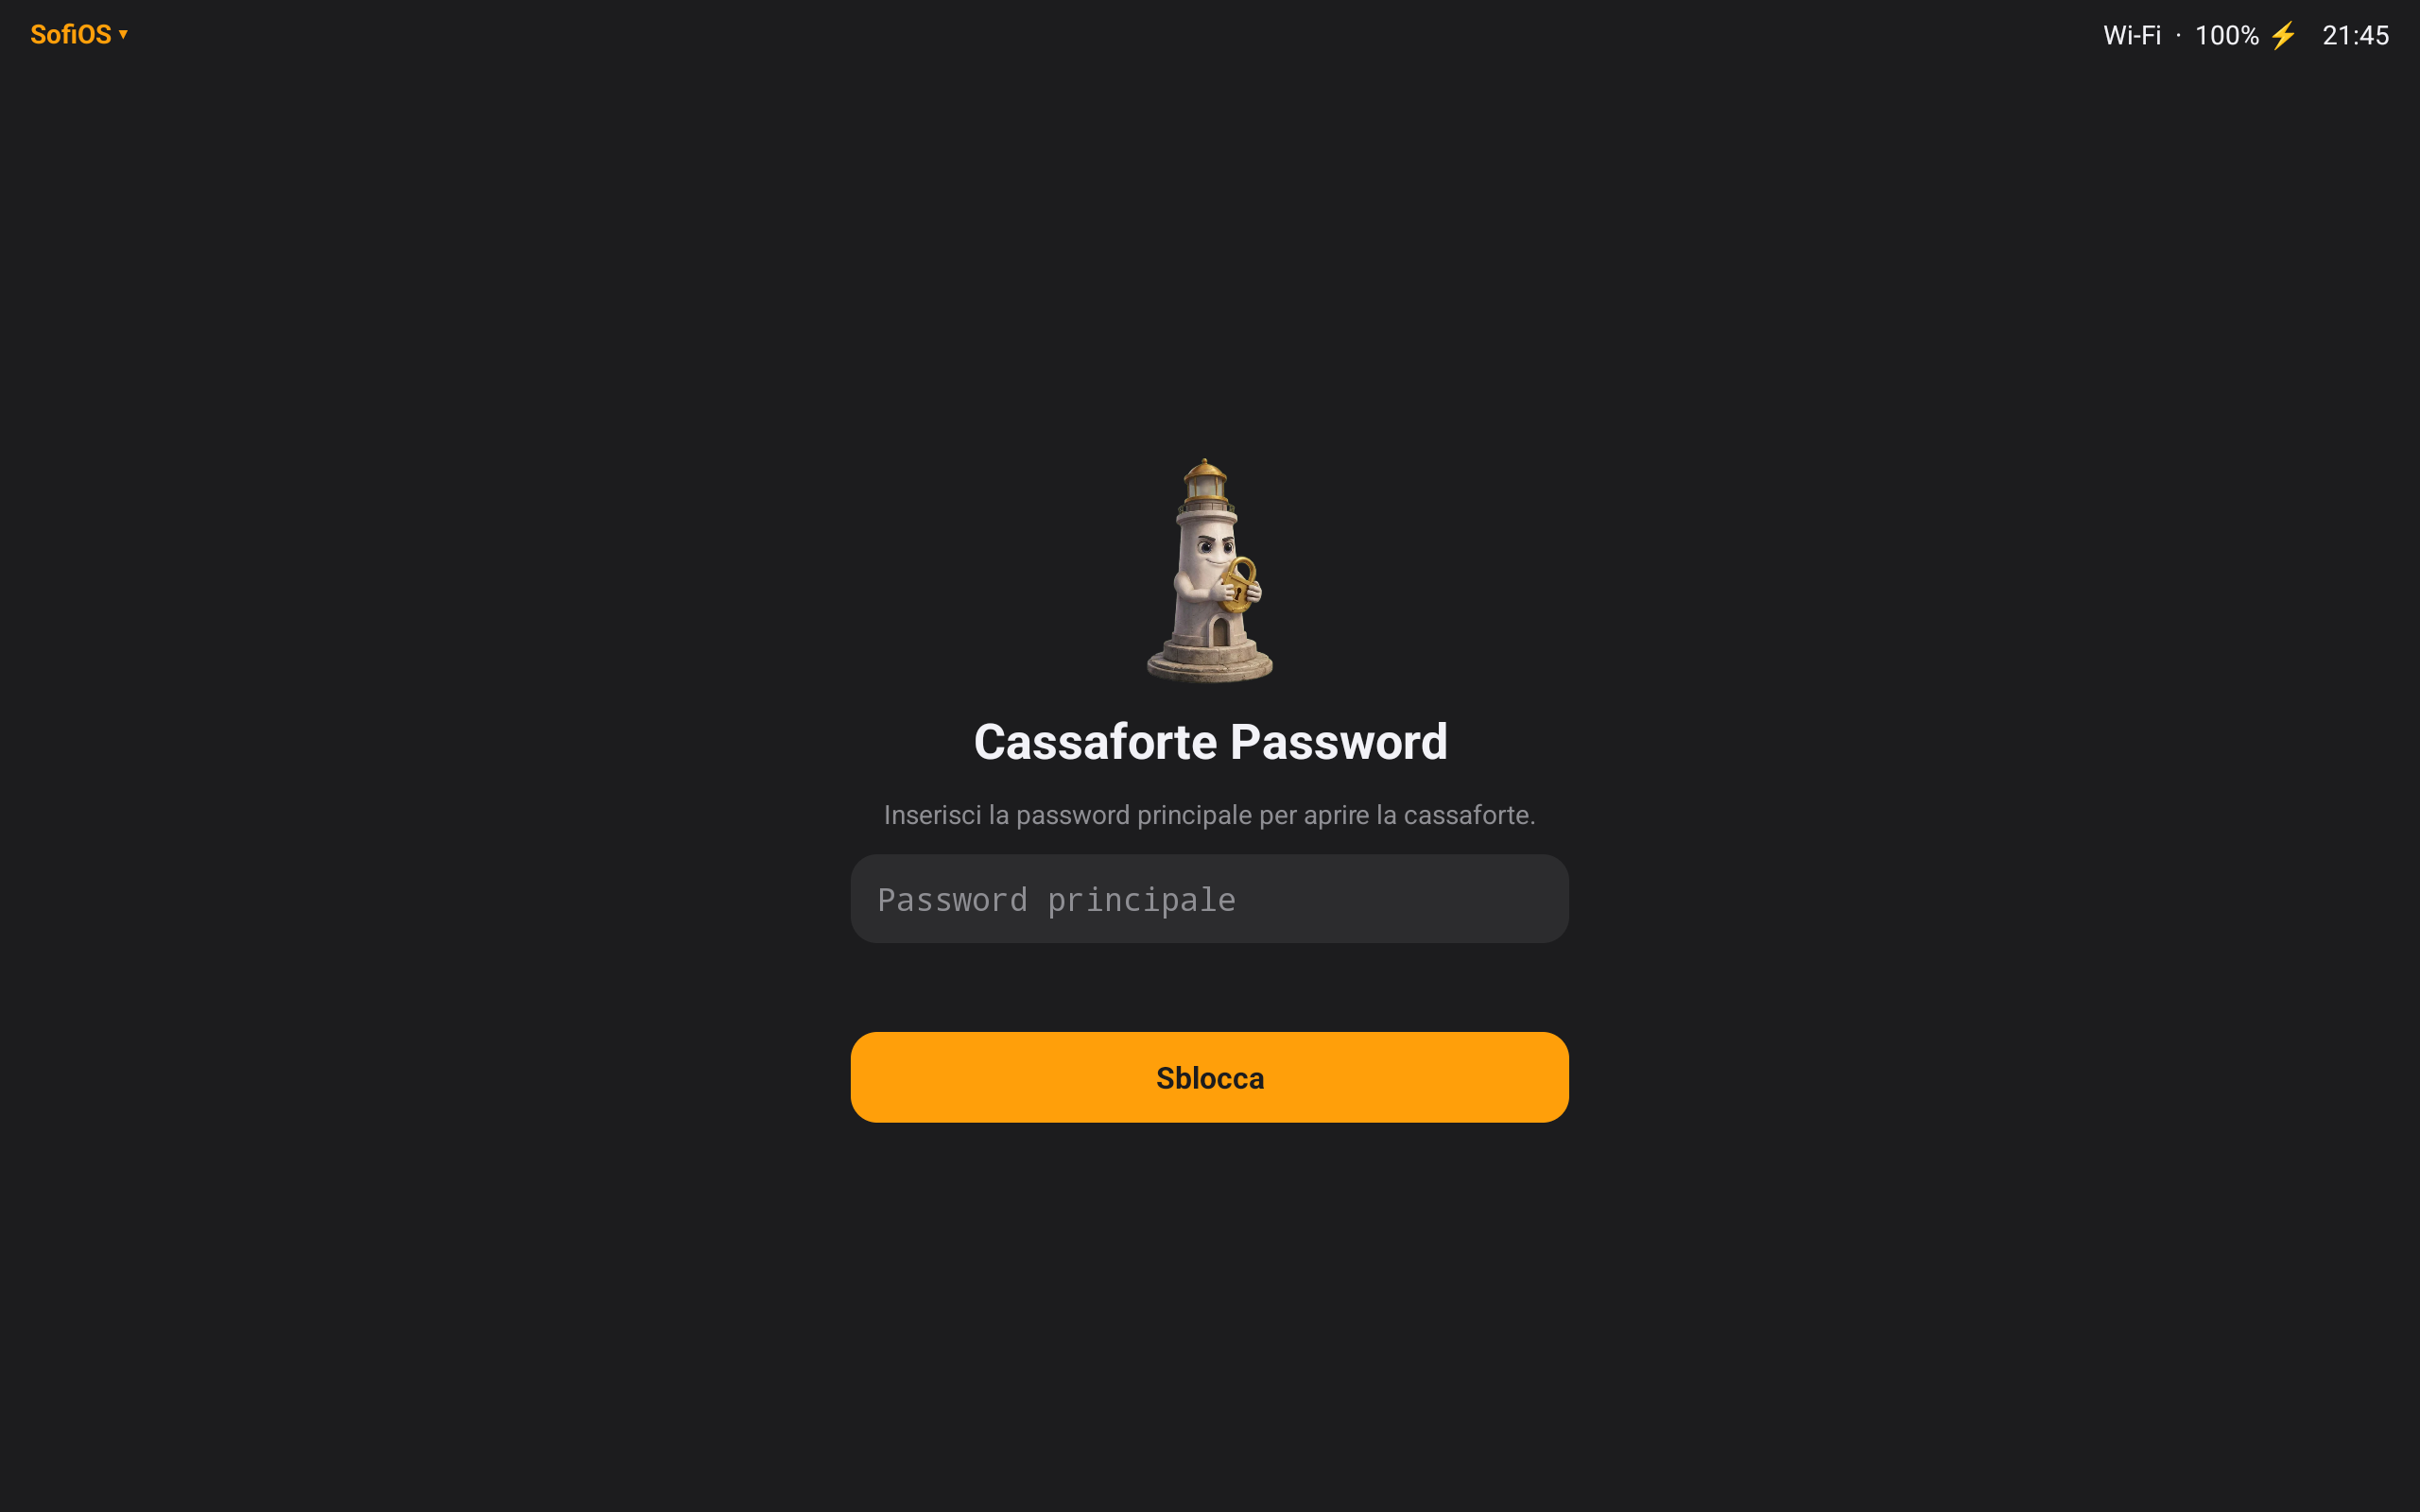 SofiOS ▾
Wi-Fi · 100% ⚡ 21:45
Cassaforte Password
Inserisci la password principale per aprire la cassaforte.
Password principale
Sblocca